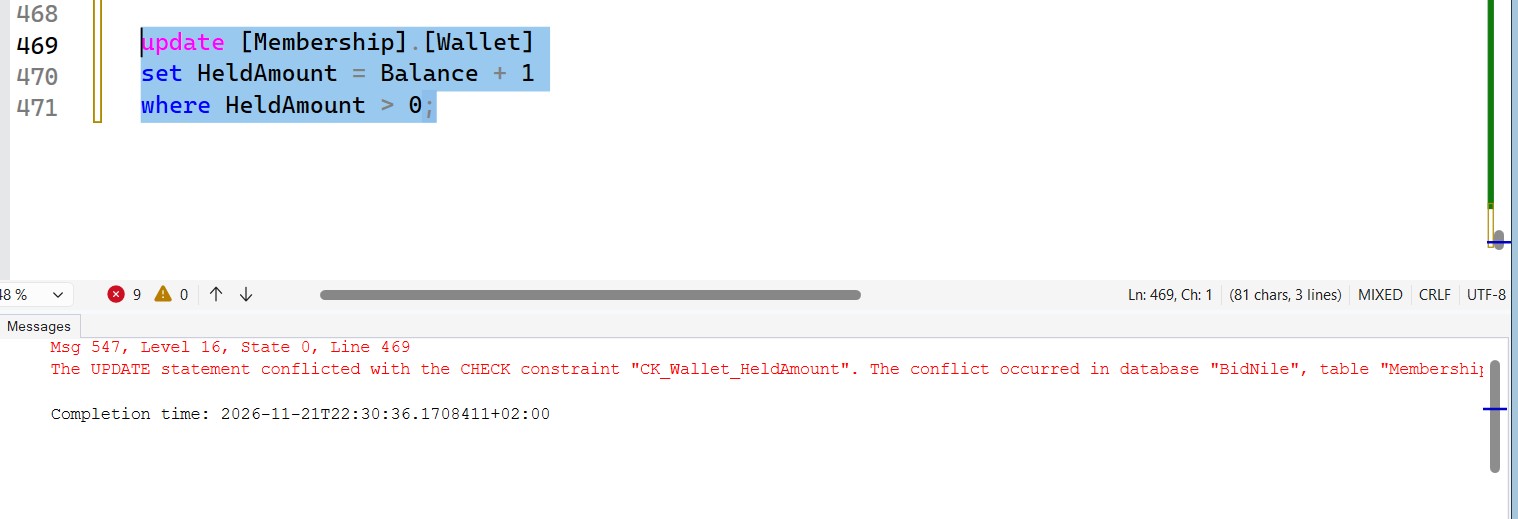 468
469 update [Membership].[Wallet]
470 set HeldAmount = Balance + 1
471 where HeldAmount > 0;
9 0 Ln: 469, Ch: 1 (81 chars, 3 lines) MIXED CRLF UTF-8
Messages
Msg 547, Level 16, State 0, Line 469
The UPDATE statement conflicted with the CHECK constraint "CK_Wallet_HeldAmount". The conflict occurred in database "BidNile", table "Membership
Completion time: 2026-11-21T22:30:36.1708411+02:00